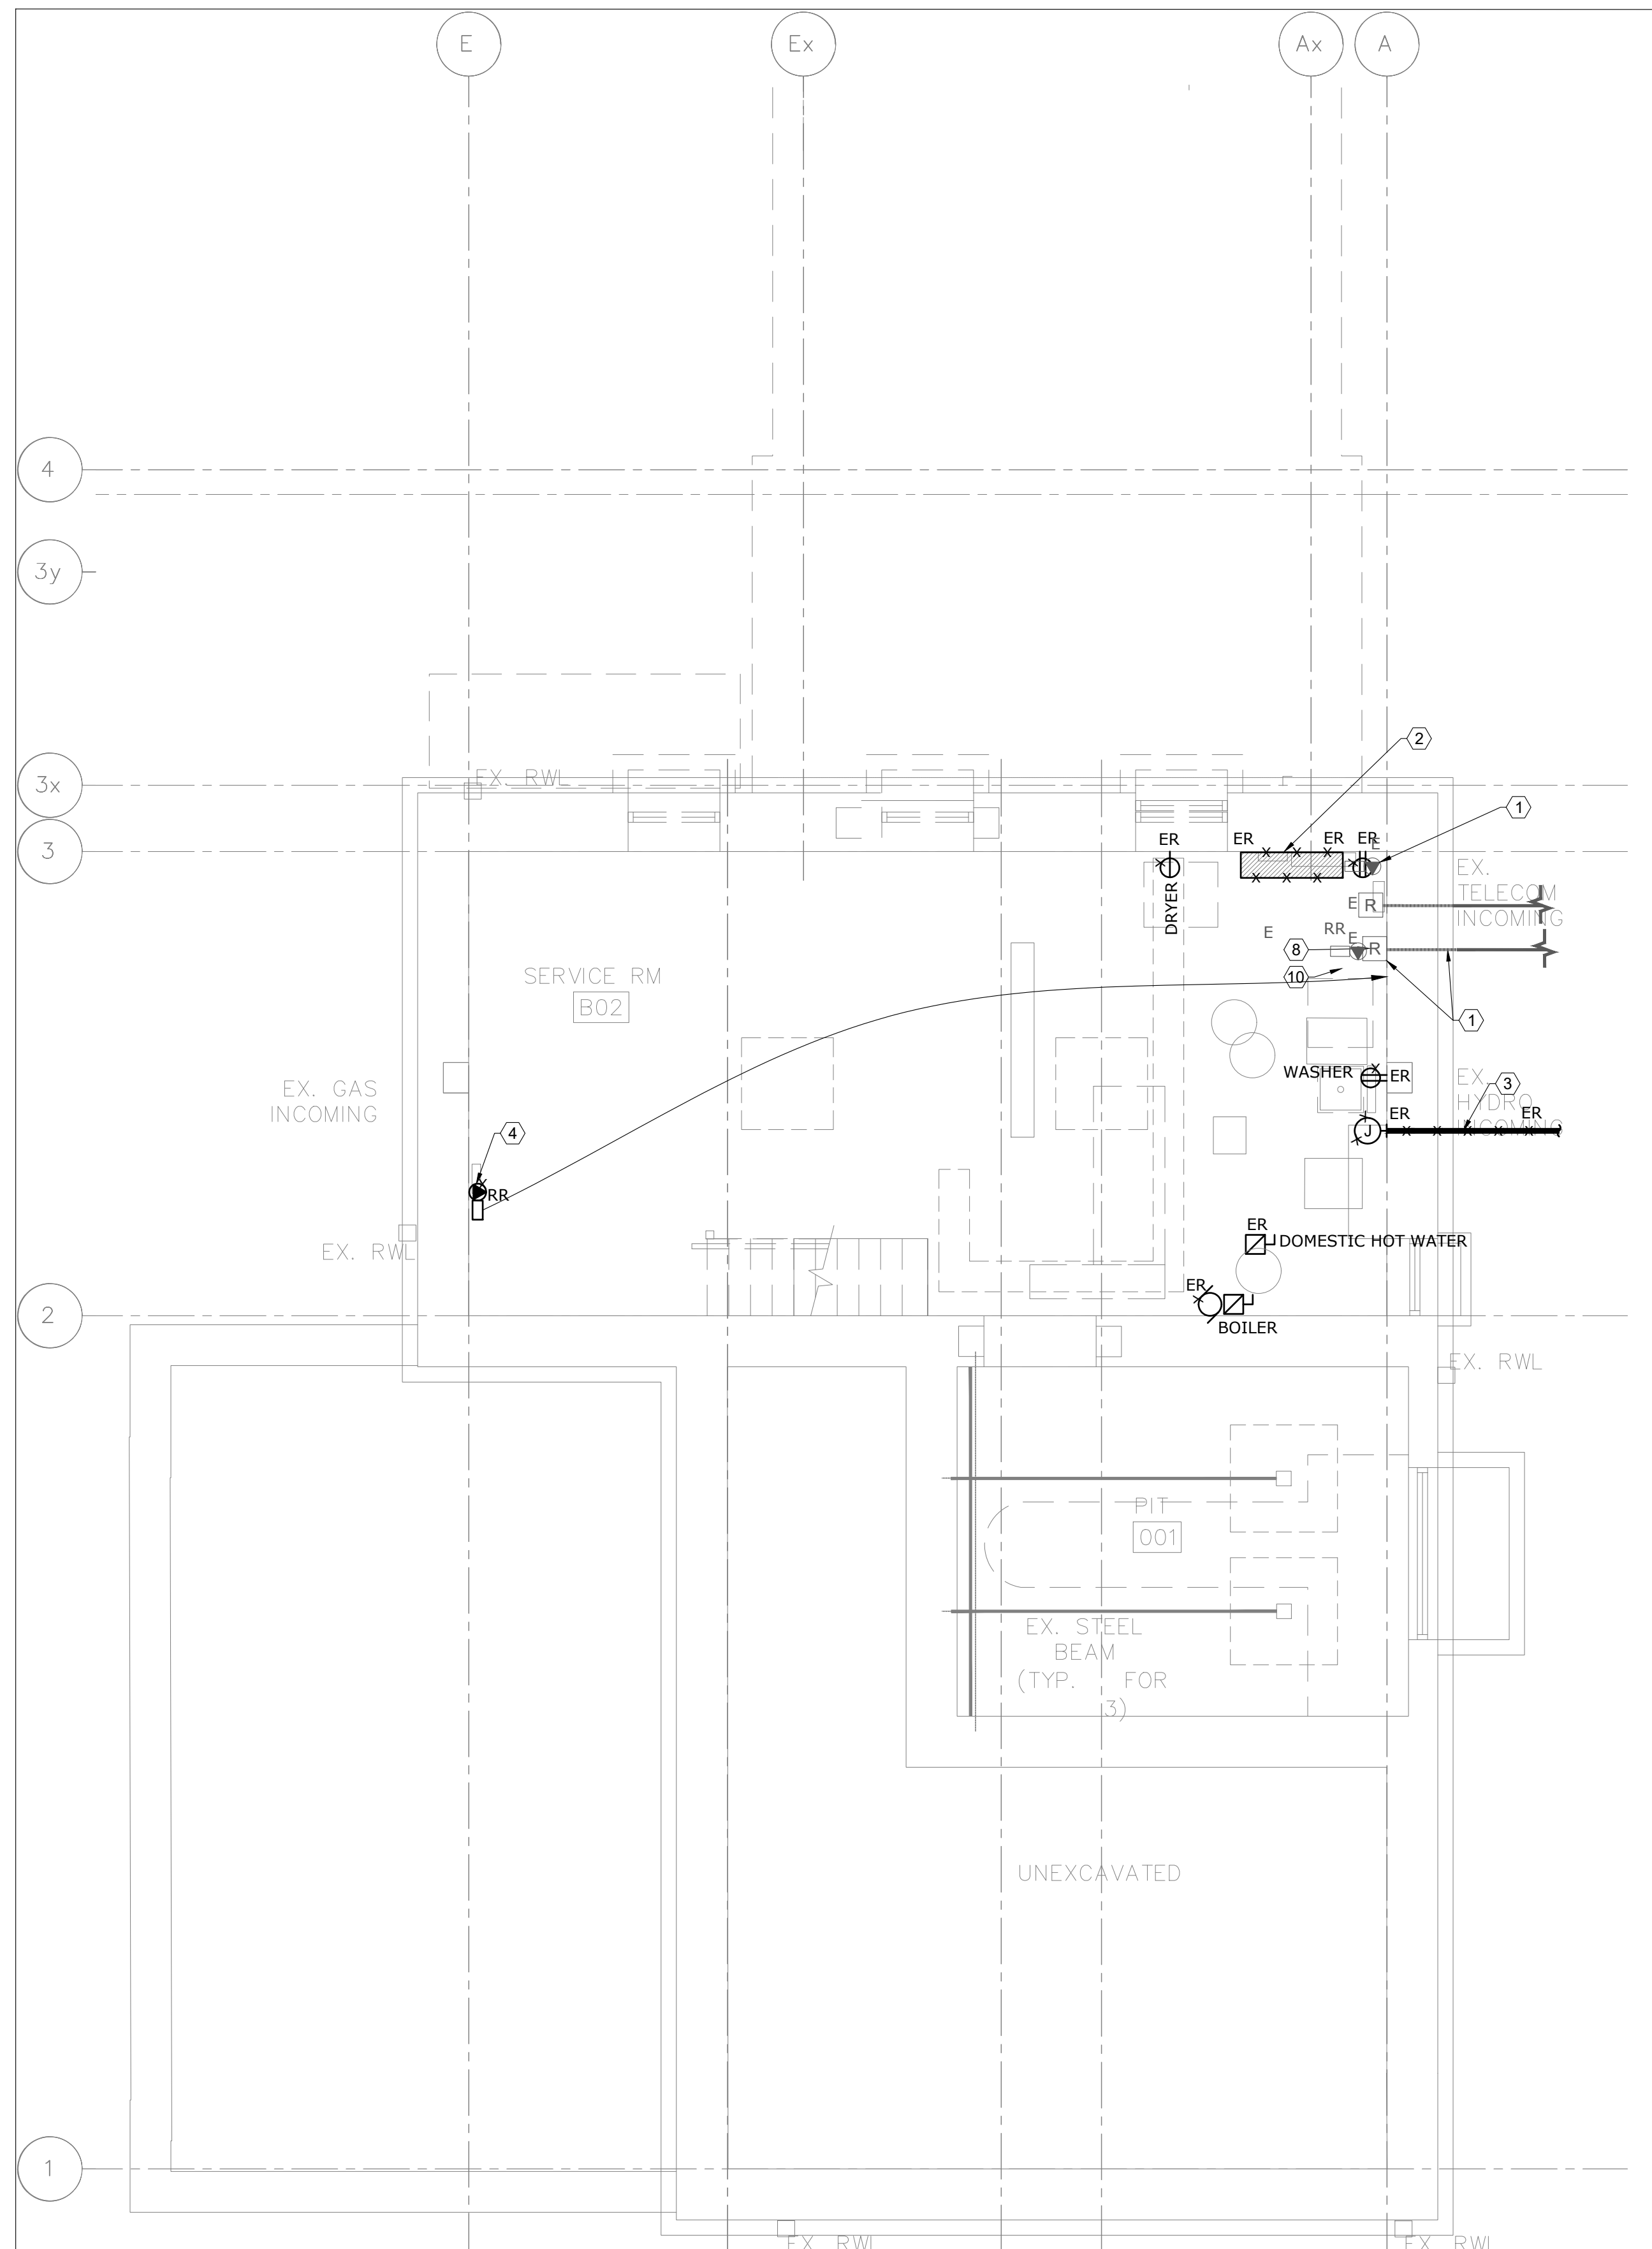 E
Ex
Ax
A
4
3y
3x
3
2
1
2
EX. RWL
1
ER
ER
ER
ER
E
EX.
TELECOM
INCOMING
DRYER
E
R
E
RR
E
8
R
10
SERVICE RM
B02
1
EX. GAS
INCOMING
WASHER
ER
EX.
HYDRO
INCOMING
3
ER
ER
J
4
RR
ER
DOMESTIC HOT WATER
EX. RWL
ER
BOILER
EX. RWL
PIT
001
EX. STEEL
BEAM
(TYP. FOR
3)
UNEXCAVATED
EX. RWL
EX. RWL